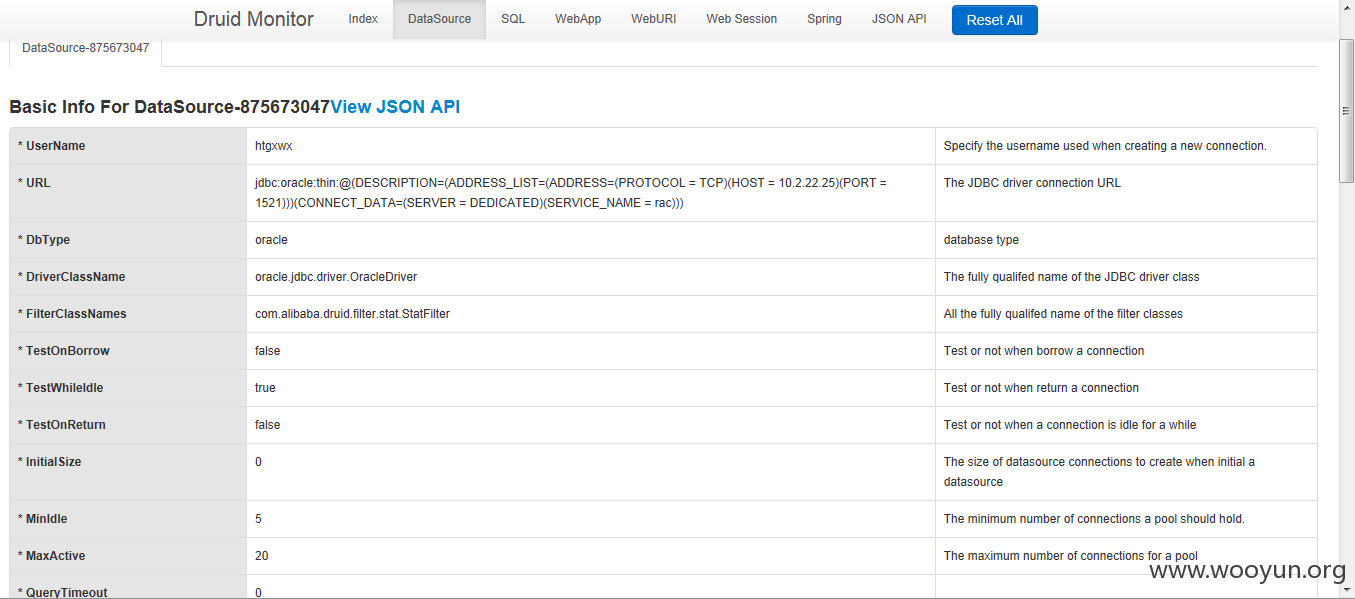 Druid Monitor Index DataSource SQL WebApp WebURI Web Session Spring JSON API Reset All
DataSource-875673047
Basic Info For DataSource-875673047View JSON API
* UserName htgxwx Specify the username used when creating a new connection.
* URL jdbc:oracle:thin:@(DESCRIPTION=(ADDRESS_LIST=(ADDRESS=(PROTOCOL = TCP)(HOST = 10.2.22.25)(PORT = The JDBC driver connection URL
1521)))(CONNECT_DATA=(SERVER = DEDICATED)(SERVICE_NAME = rac)))
* DbType oracle database type
* DriverClassName oracle.jdbc.driver.OracleDriver The fully qualifed name of the JDBC driver class
* FilterClassNames com.alibaba.druid.filter.stat.StatFilter All the fully qualifed name of the filter classes
* TestOnBorrow false Test or not when borrow a connection
* TestWhileIdle true Test or not when return a connection
* TestOnReturn false Test or not when a connection is idle for a while
* InitialSize 0 The size of datasource connections to create when initial a
datasource
* MinIdle 5 The minimum number of connections a pool should hold.
* MaxActive 20 The maximum number of connections for a pool
www.wooyun.org
* QueryTimeout 0